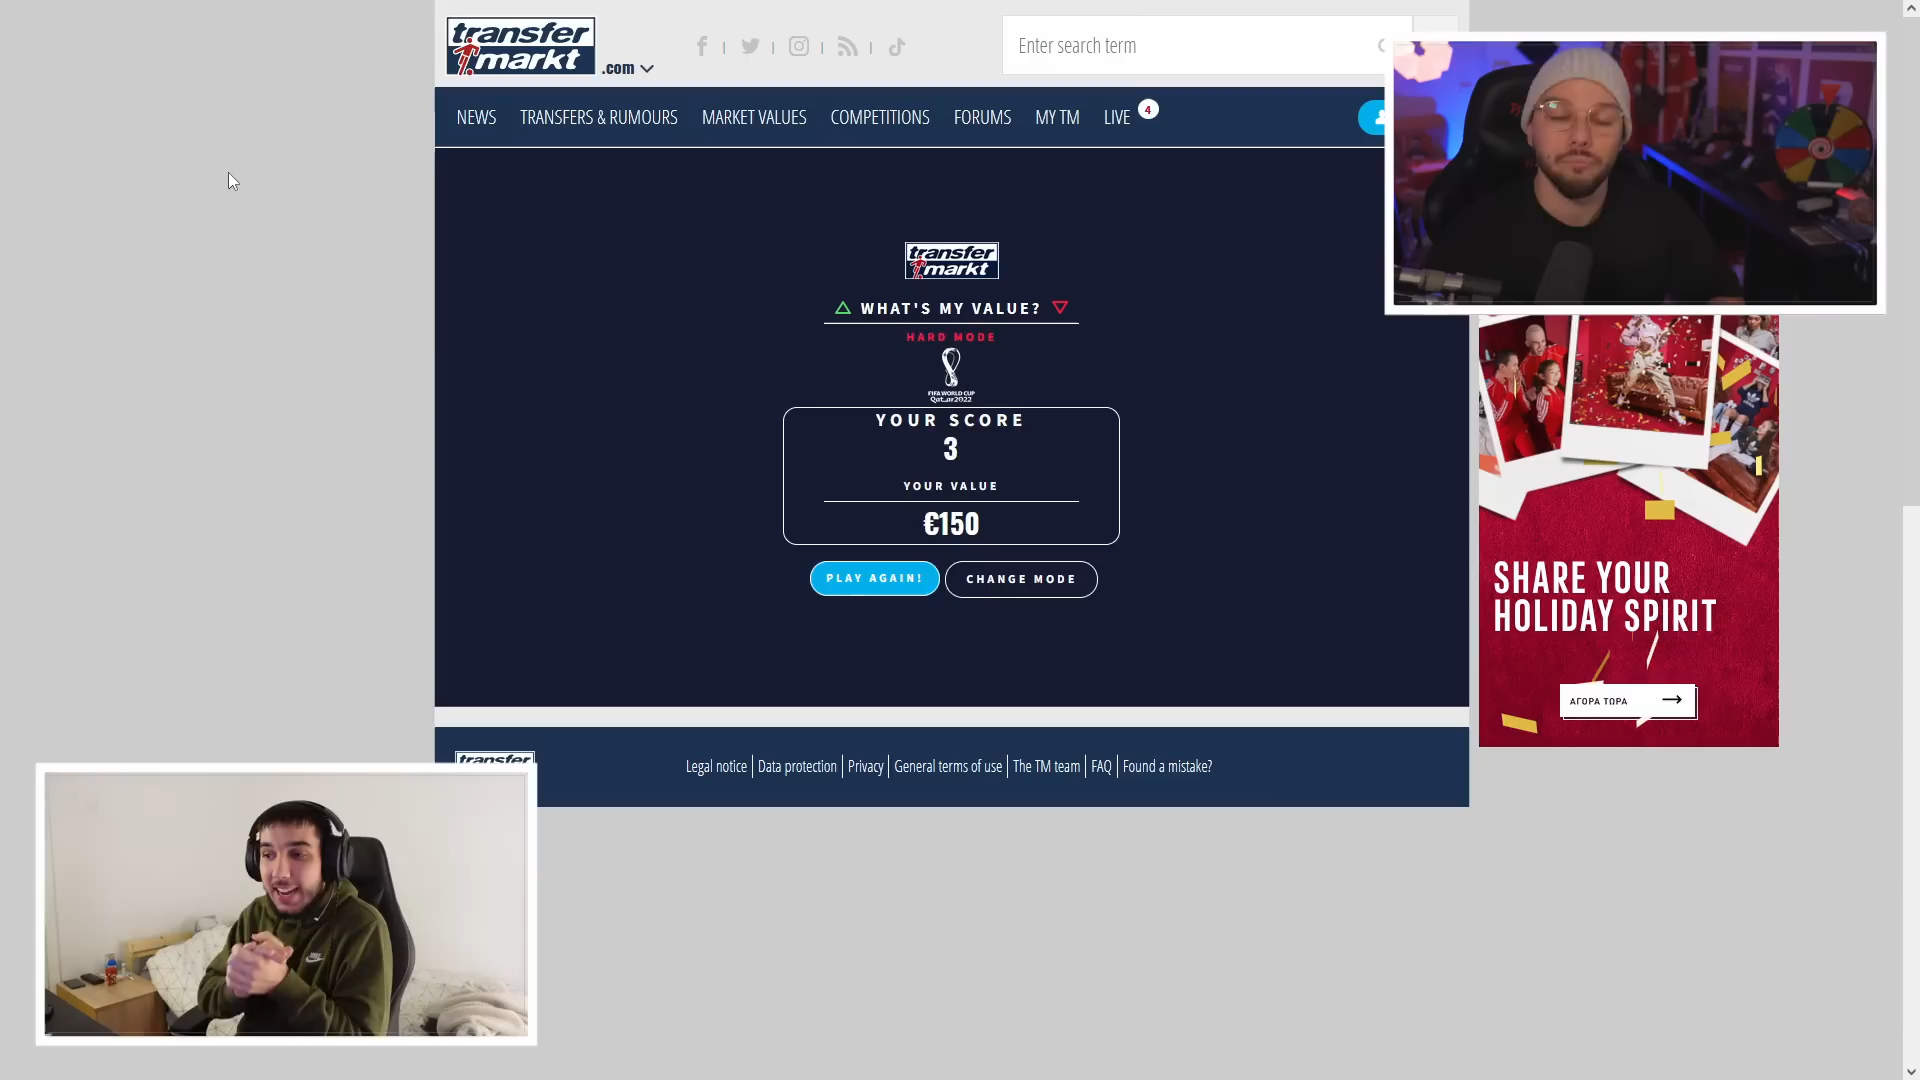 transfer
markt
.com
Enter search term
NEWS
TRANSFERS & RUMOURS
MARKET VALUES
COMPETITIONS
FORUMS
MY TM
LIVE
4
transfer
markt
WHAT'S MY VALUE?
HARD MODE
FIFA WORLD CUP
Qatar2022
YOUR SCORE
3
YOUR VALUE
€150
PLAY AGAIN!
CHANGE MODE
SHARE YOUR
HOLIDAY SPIRIT
ΑΓΟΡΑ ΤΩΡΑ
transfer
Legal notice
Data protection
Privacy
General terms of use
The TM team
FAQ
Found a mistake?